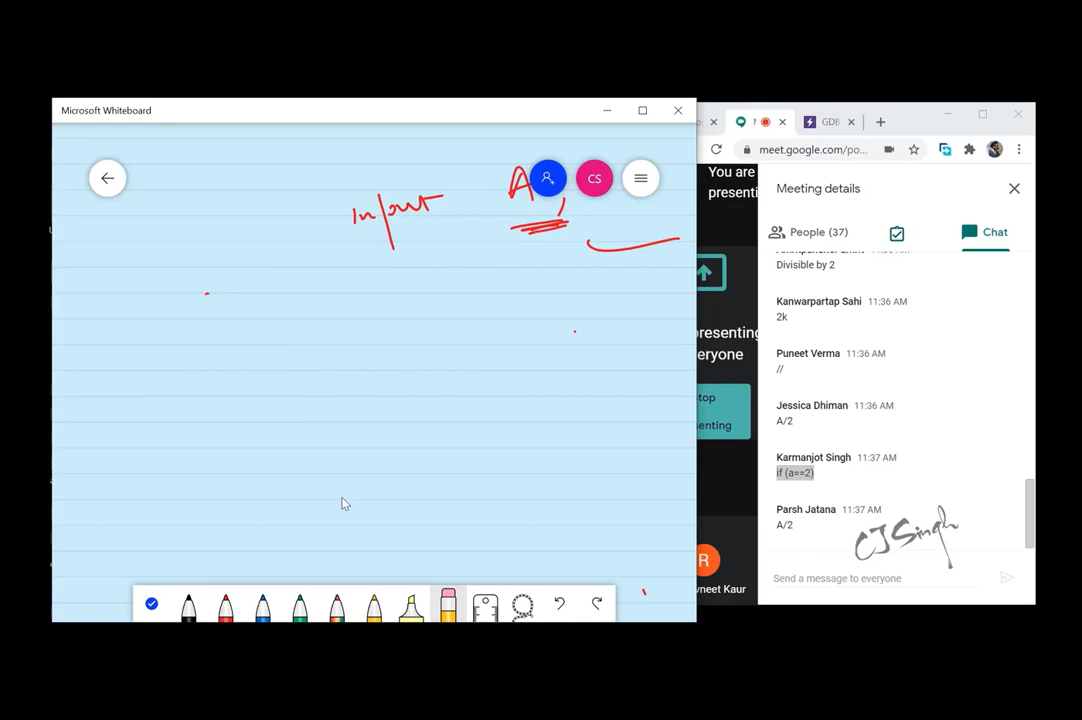 Microsoft Whiteboard
GDB
meet.google.com/po...
You are
presenti
Meeting details
People (37)
Chat
Divisible by 2
Kanwarpartap Sahi 11:36 AM
2k
Puneet Verma 11:36 AM
//
Jessica Dhiman 11:36 AM
A/2
Karmanjot Singh 11:37 AM
if (a==2)
Parsh Jatana 11:37 AM
A/2
CJSingh
Send a message to everyone
presenting
eryone
top
senting
R
vneet Kaur
CS
A
Input